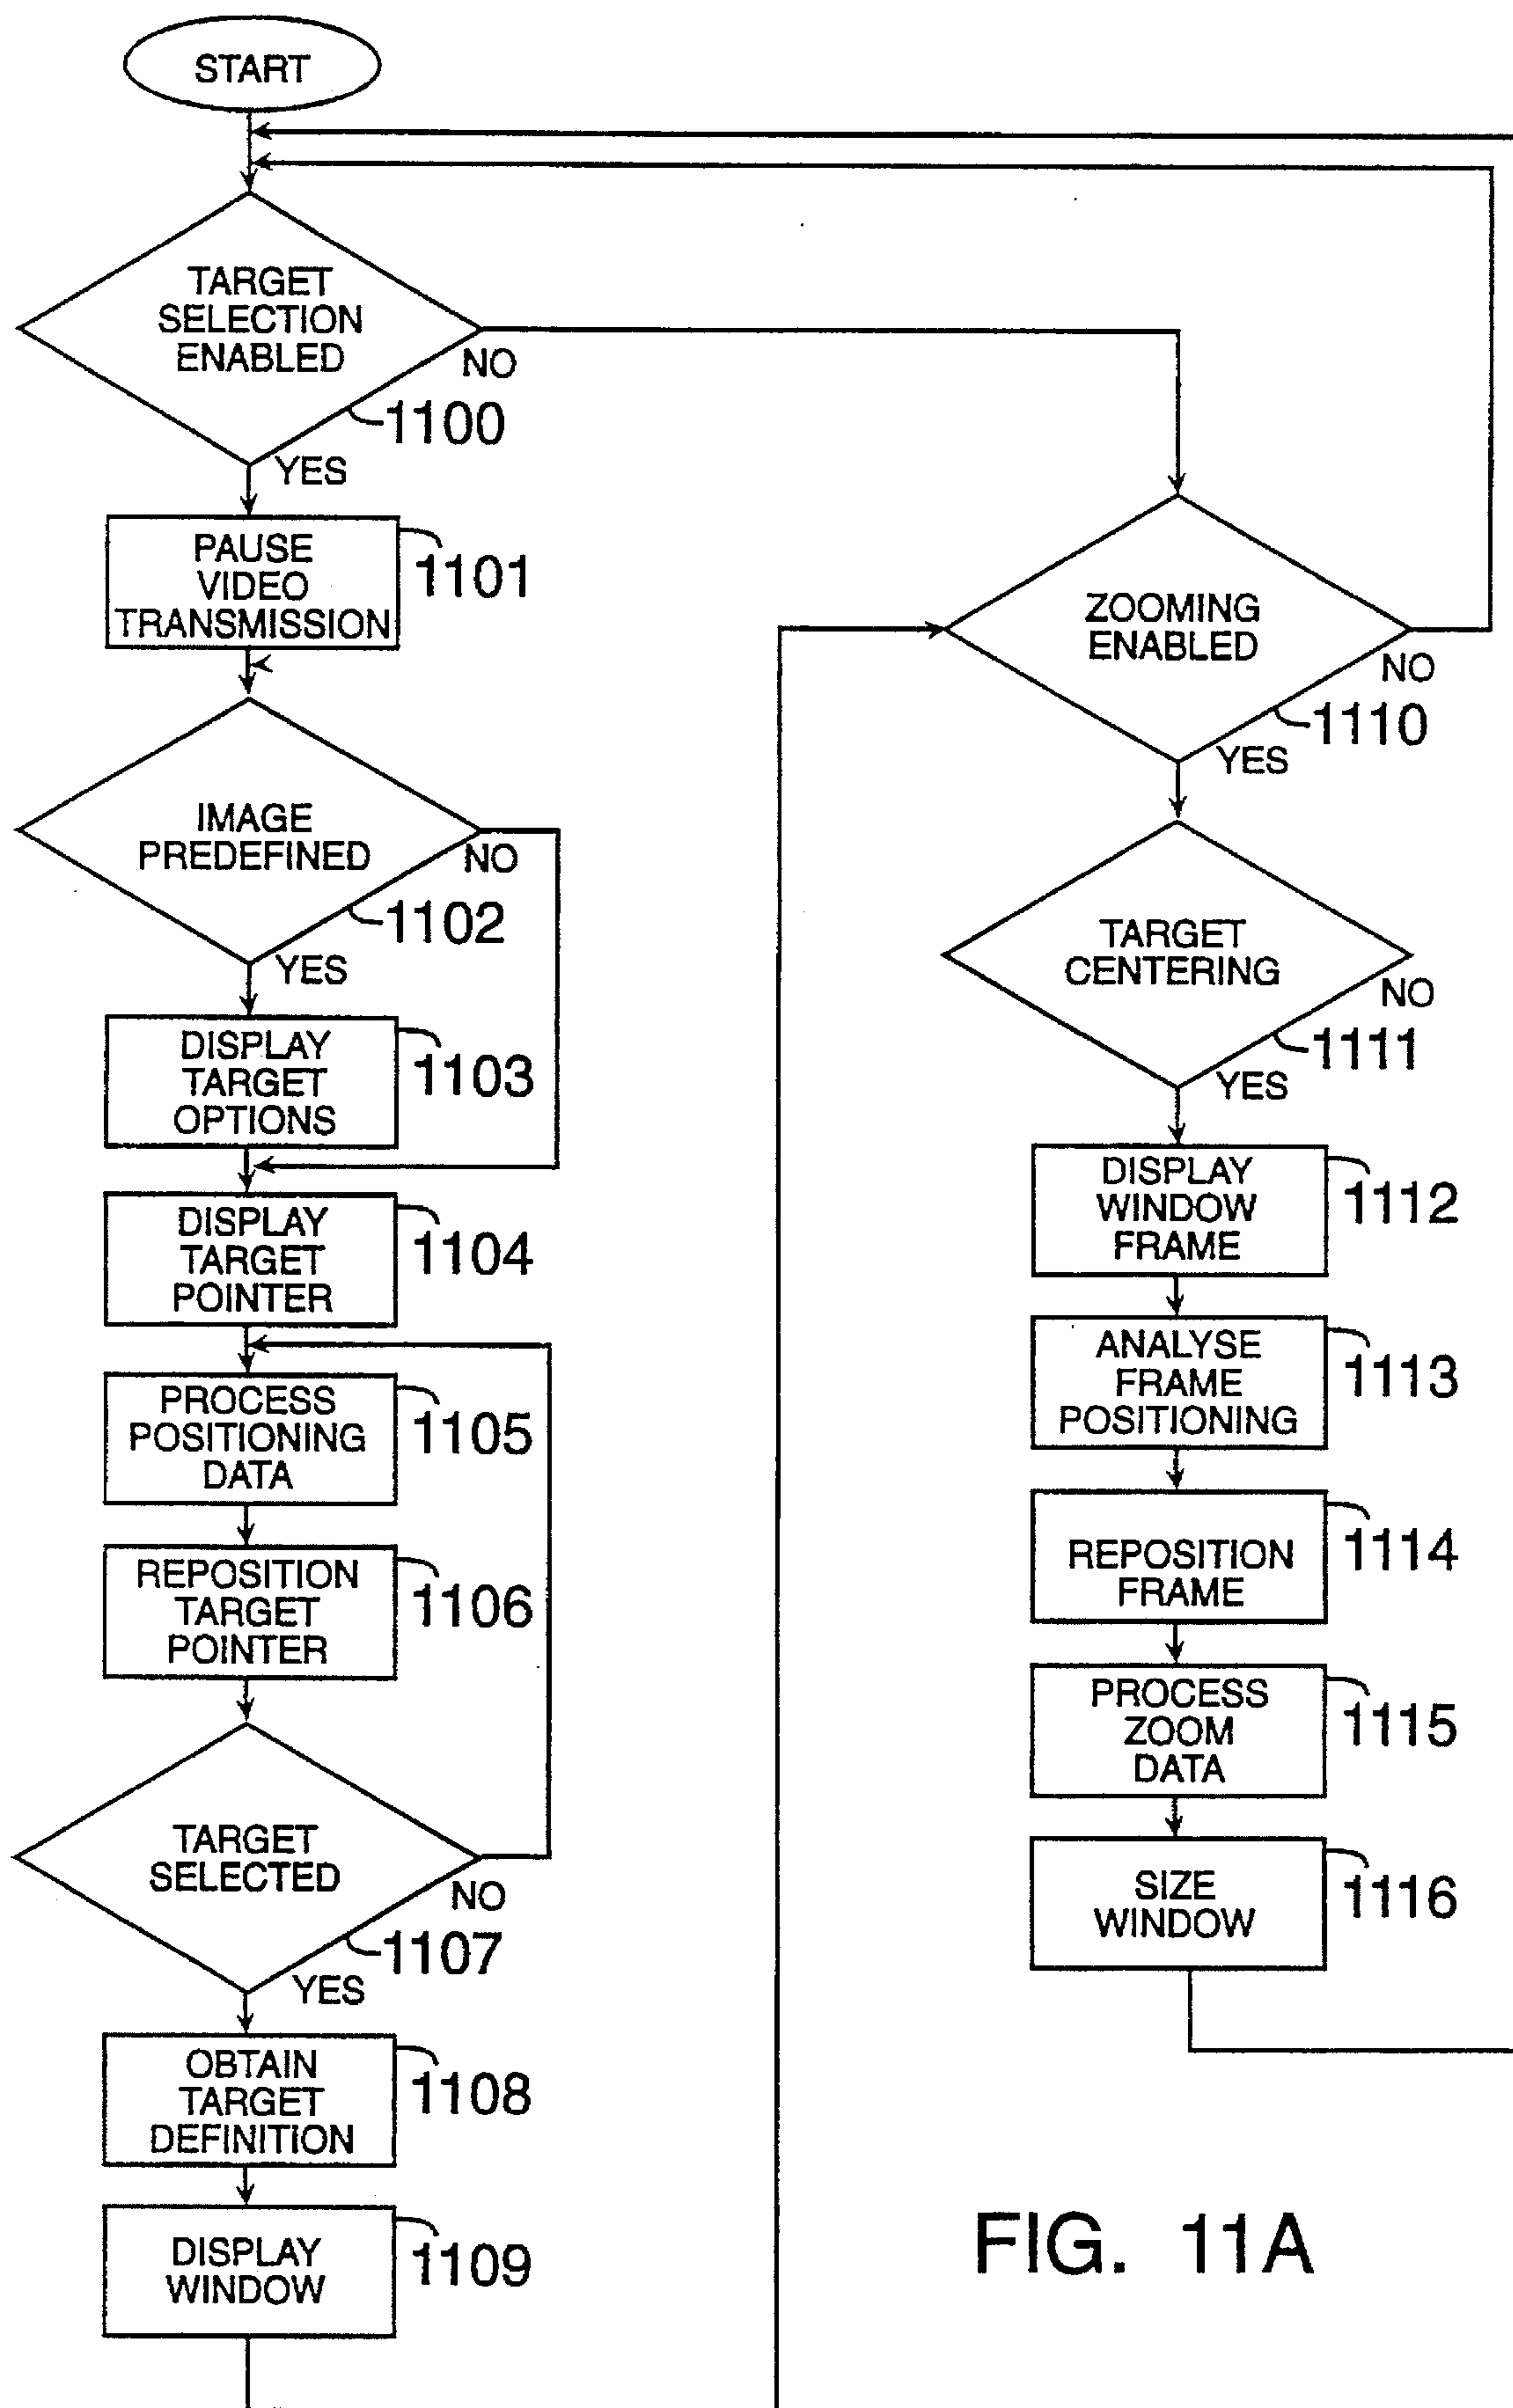 START
TARGET
SELECTION
ENABLED
NO
1100
YES
PAUSE
VIDEO
TRANSMISSION
1101
IMAGE
PREDEFINED
NO
1102
YES
DISPLAY
TARGET
OPTIONS
1103
DISPLAY
TARGET
POINTER
1104
PROCESS
POSITIONING
DATA
1105
REPOSITION
TARGET
POINTER
1106
TARGET
SELECTED
NO
1107
YES
OBTAIN
TARGET
DEFINITION
1108
DISPLAY
WINDOW
1109
ZOOMING
ENABLED
NO
1110
YES
TARGET
CENTERING
NO
1111
YES
DISPLAY
WINDOW
FRAME
1112
ANALYSE
FRAME
POSITIONING
1113
REPOSITION
FRAME
1114
PROCESS
ZOOM
DATA
1115
SIZE
WINDOW
1116
FIG. 11A